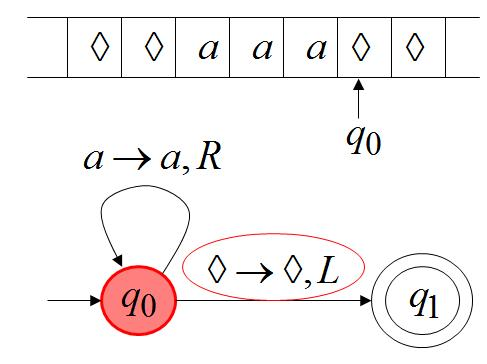 ◊ ◊ a a a ◊ ◊
q₀
a → a, R
◊ → ◊, L
q₀ q₁